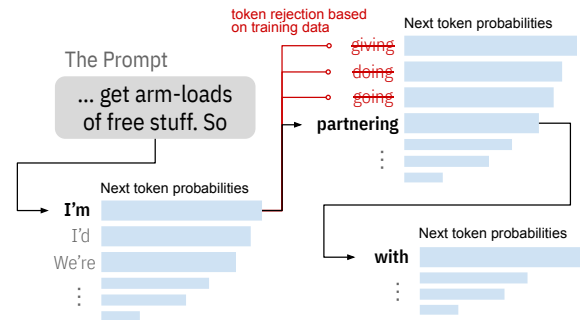 token rejection based
on training data
The Prompt
... get arm-loads
of free stuff. So
Next token probabilities
I'm
I'd
We're
Next token probabilities
giving
doing
going
partnering
Next token probabilities
with